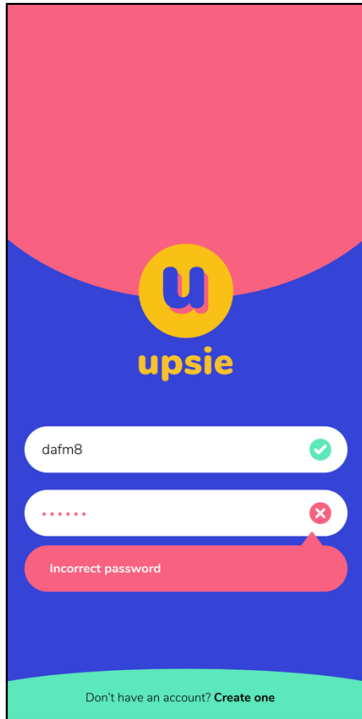 u
upsie
dafm8
••••••
Incorrect password
Don't have an account? Create one